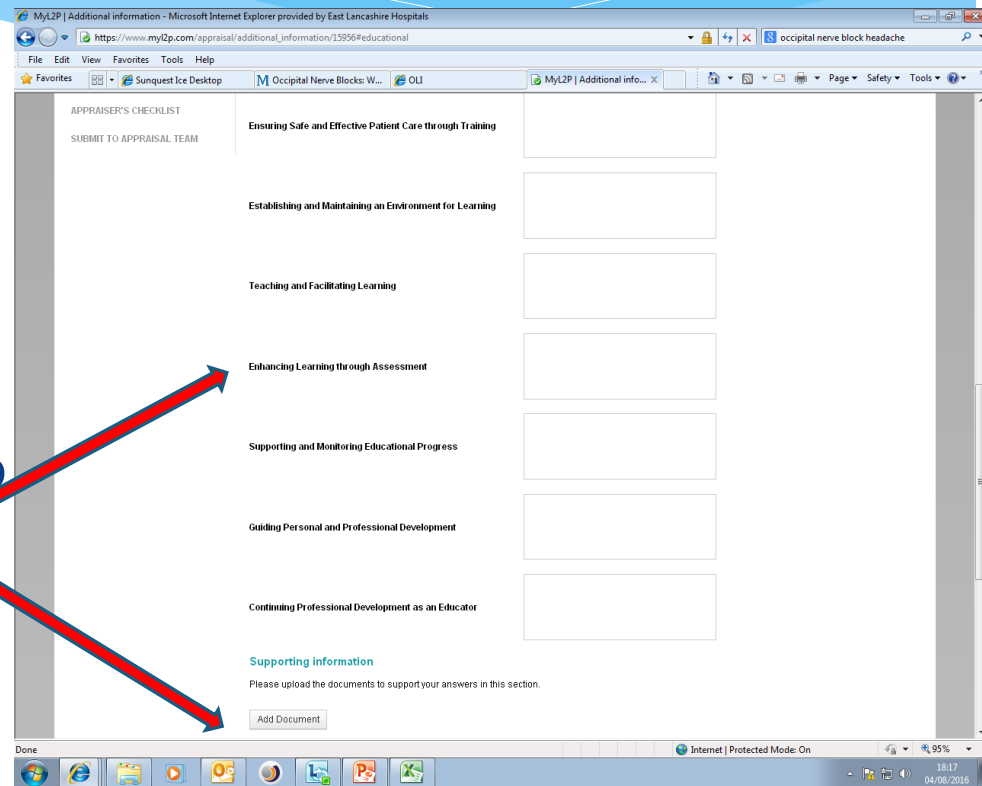 MyL2P | Additional information - Microsoft Internet Explorer provided by East Lancashire Hospitals
https://www.myl2p.com/appraisal/additional_information/15956#educational
occipital nerve block headache
File Edit View Favorites Tools Help
Favorites Sunquest Ice Desktop Occipital Nerve Blocks: W... OLI MyL2P | Additional info... Page Safety Tools
APPRAISER'S CHECKLIST
SUBMIT TO APPRAISAL TEAM
Ensuring Safe and Effective Patient Care through Training
Establishing and Maintaining an Environment for Learning
Teaching and Facilitating Learning
Enhancing Learning through Assessment
Supporting and Monitoring Educational Progress
Guiding Personal and Professional Development
Continuing Professional Development as an Educator
Supporting information
Please upload the documents to support your answers in this section.
Add Document
Done Internet | Protected Mode: On 95%
18:17
04/08/2016